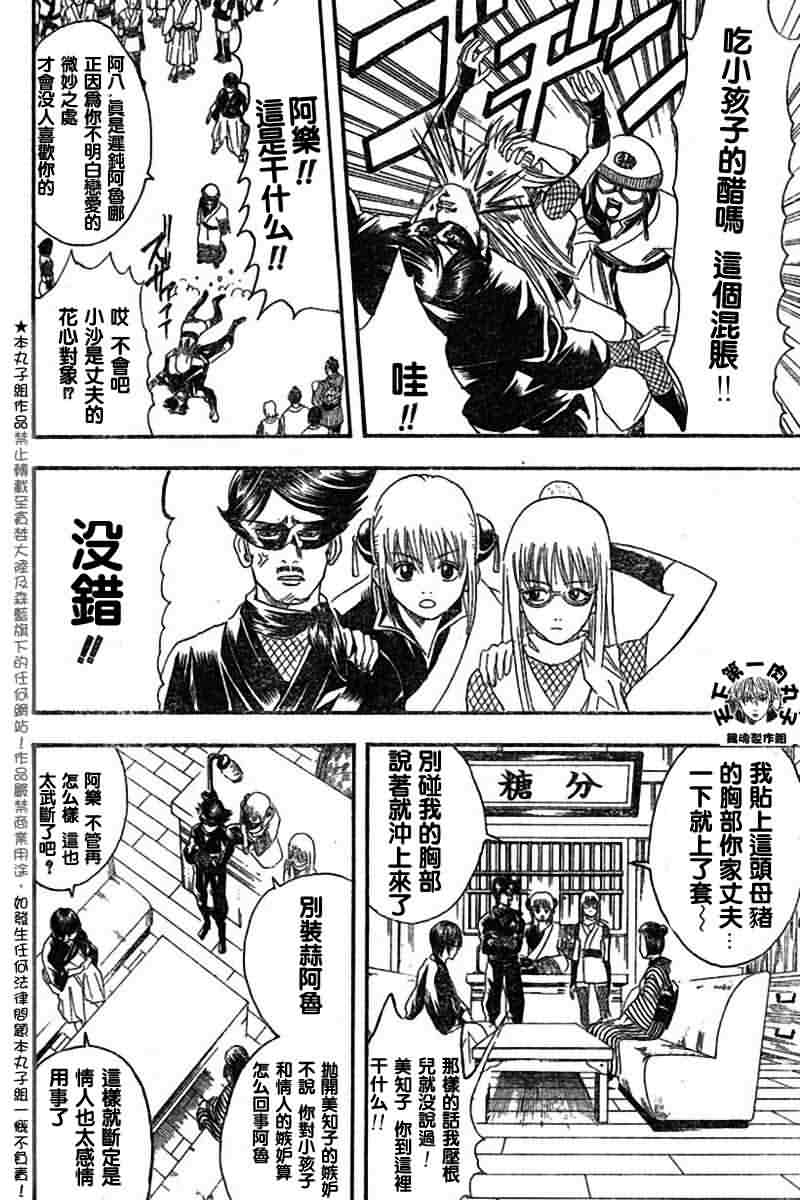 吃小孩子的醋嗎 這個混賬!!
哇!!
阿樂!!
這是干什么!!
阿八,真是遲鈍阿魯哪
正因爲你不明白戀愛的
微妙之處
才會没人喜歡你的
哎 不會吧
小沙是丈夫的
花心對象!?
没錯!!
我貼上這頭母豬
的胸部你家丈夫…
一下就上了套～
別碰我的胸部
說著就沖上來了
糖分
那樣的話我壓根
兒就没說過！
美知子 你到這裡
干什么!!
別裝蒜阿魯
拋開美知子的嫉妒
不說 你對小孩子
和情人的嫉妒算
怎么回事阿魯
阿樂 不管再
怎么樣 這也
太武斷了吧？
這樣就斷定是
情人也太感情
用事了
天下第一肉丸子
★本丸子組作品禁止轉載至
大陸及
旗下的任何網站！作品嚴禁商業用途。如發生任何法律問題本丸子組一概不負責！